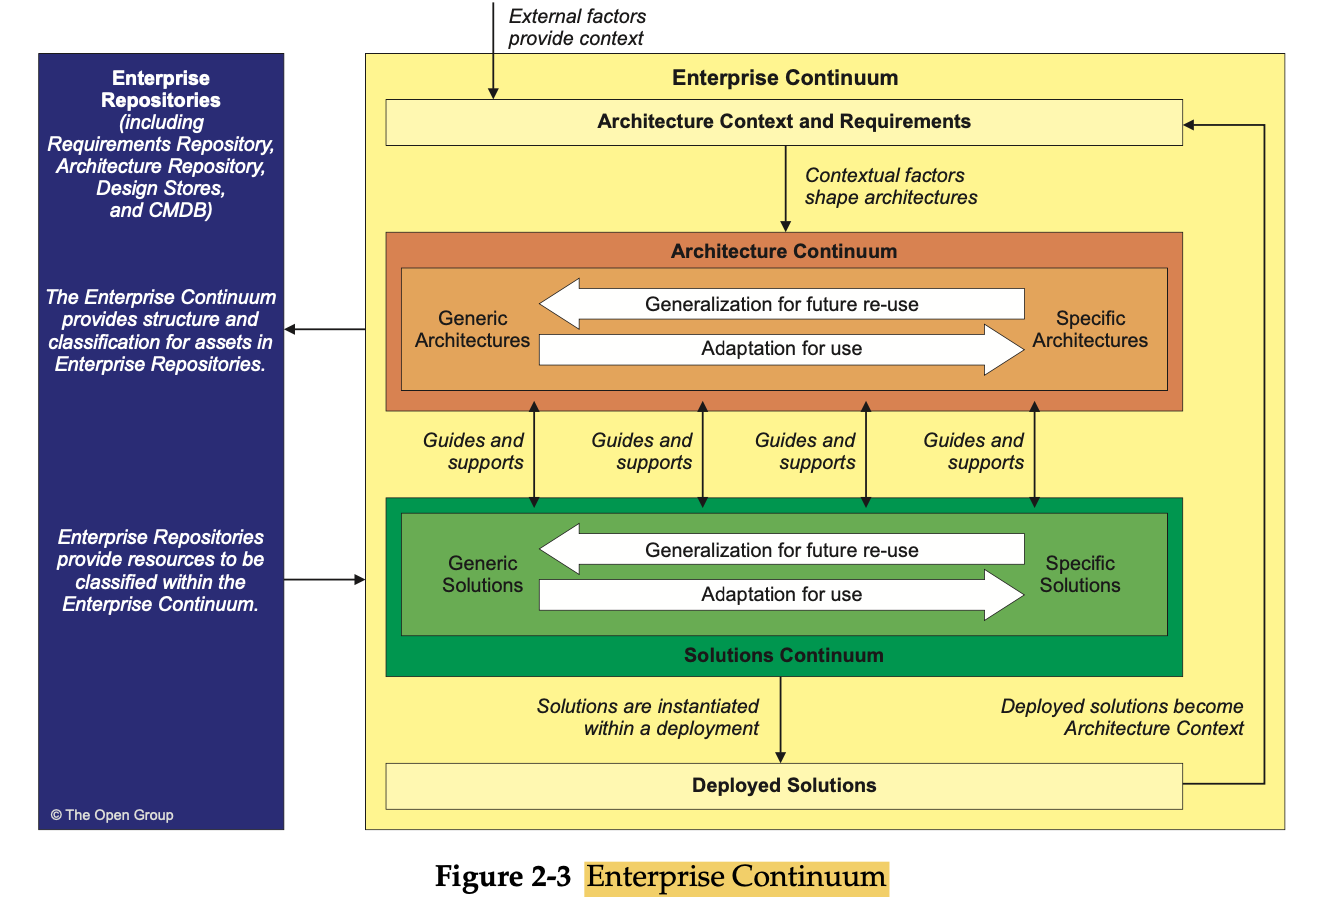 External factors
provide context
Enterprise
Repositories
(including
Requirements Repository,
Architecture Repository,
Design Stores,
and CMDB)
The Enterprise Continuum
provides structure and
classification for assets in
Enterprise Repositories.
Enterprise Repositories
provide resources to be
classified within the
Enterprise Continuum.
© The Open Group
Enterprise Continuum
Architecture Context and Requirements
Contextual factors
shape architectures
Architecture Continuum
Generic
Architectures
Generalization for future re-use
Adaptation for use
Specific
Architectures
Guides and
supports
Guides and
supports
Guides and
supports
Guides and
supports
Generic
Solutions
Generalization for future re-use
Adaptation for use
Specific
Solutions
Solutions Continuum
Solutions are instantiated
within a deployment
Deployed solutions become
Architecture Context
Deployed Solutions
Figure 2-3 Enterprise Continuum